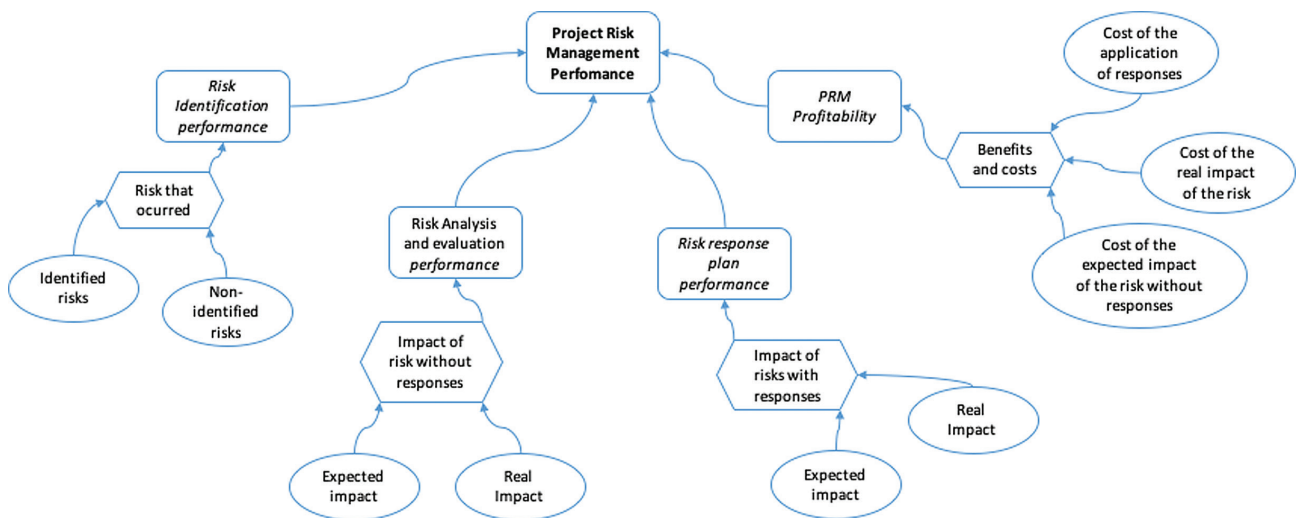 Project Risk
Management
Perfomance
Cost of the
application
of responses
Risk
Identification
performance
PRM
Profitability
Benefits
and costs
Cost of the
real impact
of the risk
Risk that
ocurred
Risk Analysis
and evaluation
performance
Risk response
plan
performance
Cost of the
expected impact
of the risk without
responses
Identified
risks
Non-
identified
risks
Impact of
risk without
responses
Impact of
risks with
responses
Real
Impact
Expected
impact
Real
Impact
Expected
impact